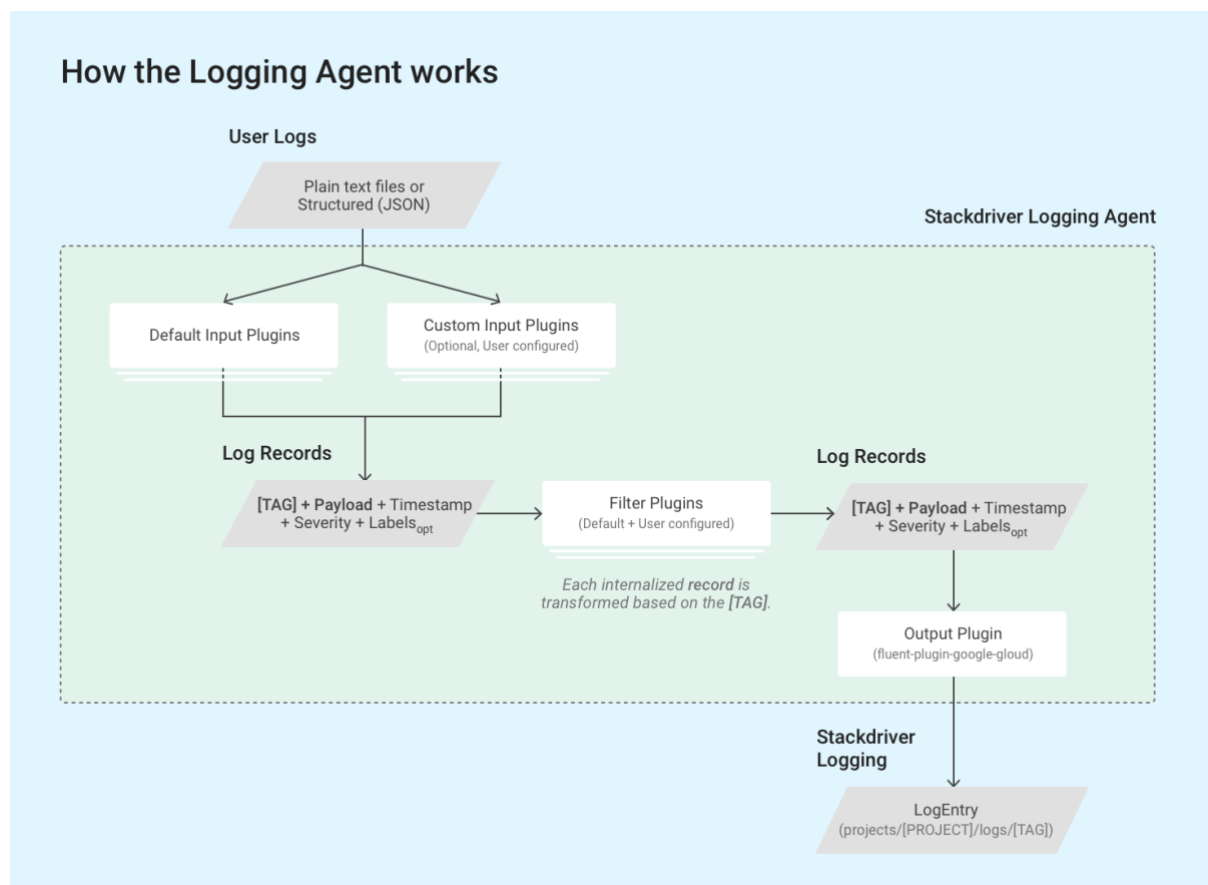 How the Logging Agent works
User Logs
Plain text files or
Structured (JSON)
Stackdriver Logging Agent
Default Input Plugins
Custom Input Plugins
(Optional, User configured)
Log Records
[TAG] + Payload + Timestamp
+ Severity + Labelsopt
Filter Plugins
(Default + User configured)
Each internalized record is
transformed based on the [TAG].
Log Records
[TAG] + Payload + Timestamp
+ Severity + Labelsopt
Output Plugin
(fluent-plugin-google-gloud)
Stackdriver
Logging
LogEntry
(projects/[PROJECT]/logs/[TAG])